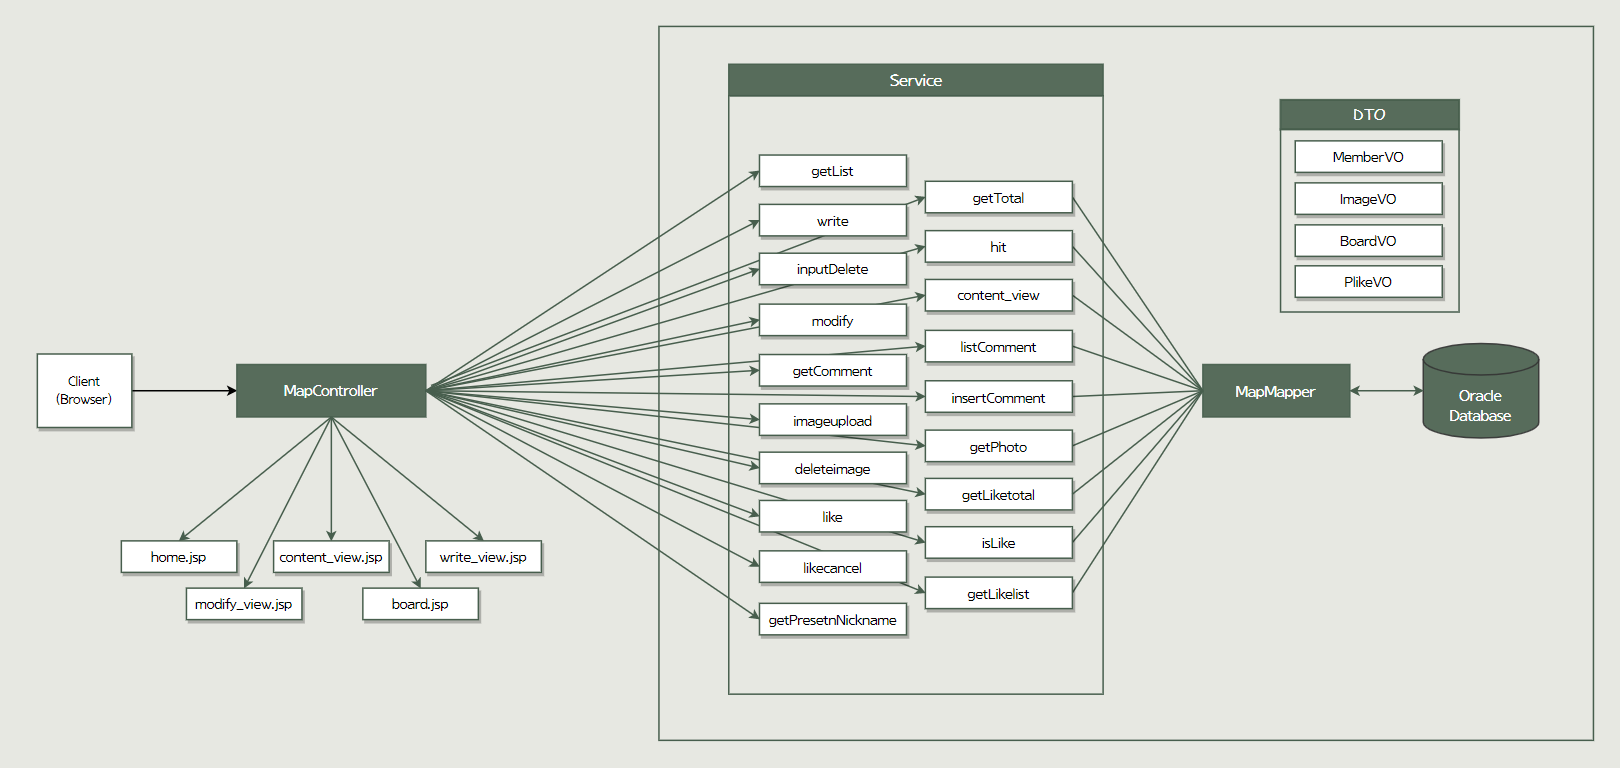 Service
getList
write
inputDelete
modify
getComment
imageupload
deleteimage
like
likecancel
getPresetnNickname
getTotal
hit
content_view
listComment
insertComment
getPhoto
getLiketotal
isLike
getLikelist
DTO
MemberVO
ImageVO
BoardVO
PlikeVO
Client
(Browser)
MapController
MapMapper
Oracle
Database
home.jsp
content_view.jsp
write_view.jsp
modify_view.jsp
board.jsp